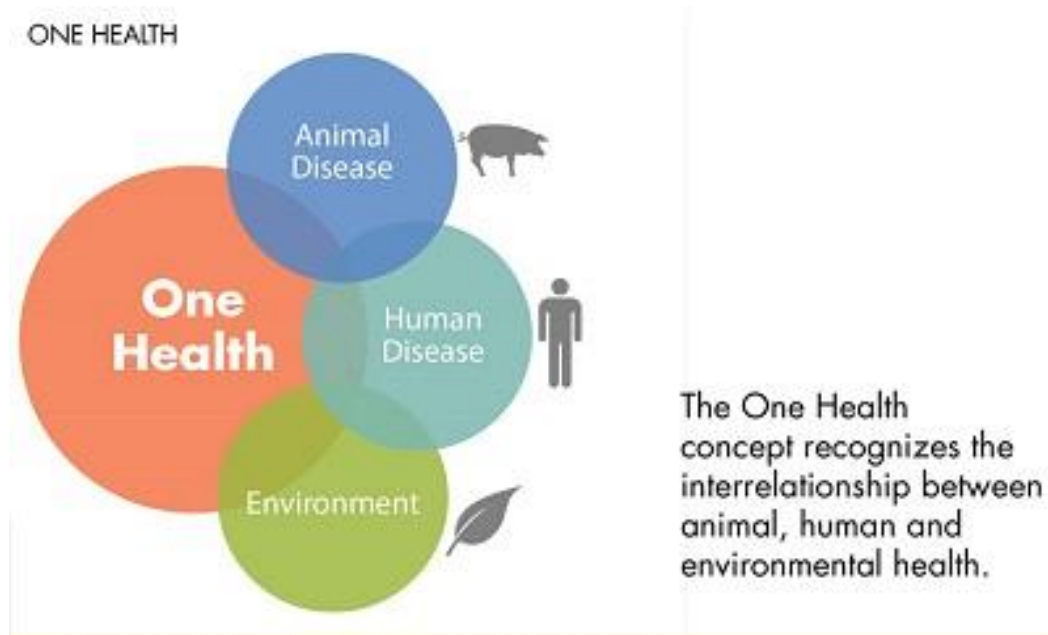 ONE HEALTH
Animal
Disease
One
Health
Human
Disease
Environment
The One Health
concept recognizes the
interrelationship between
animal, human and
environmental health.